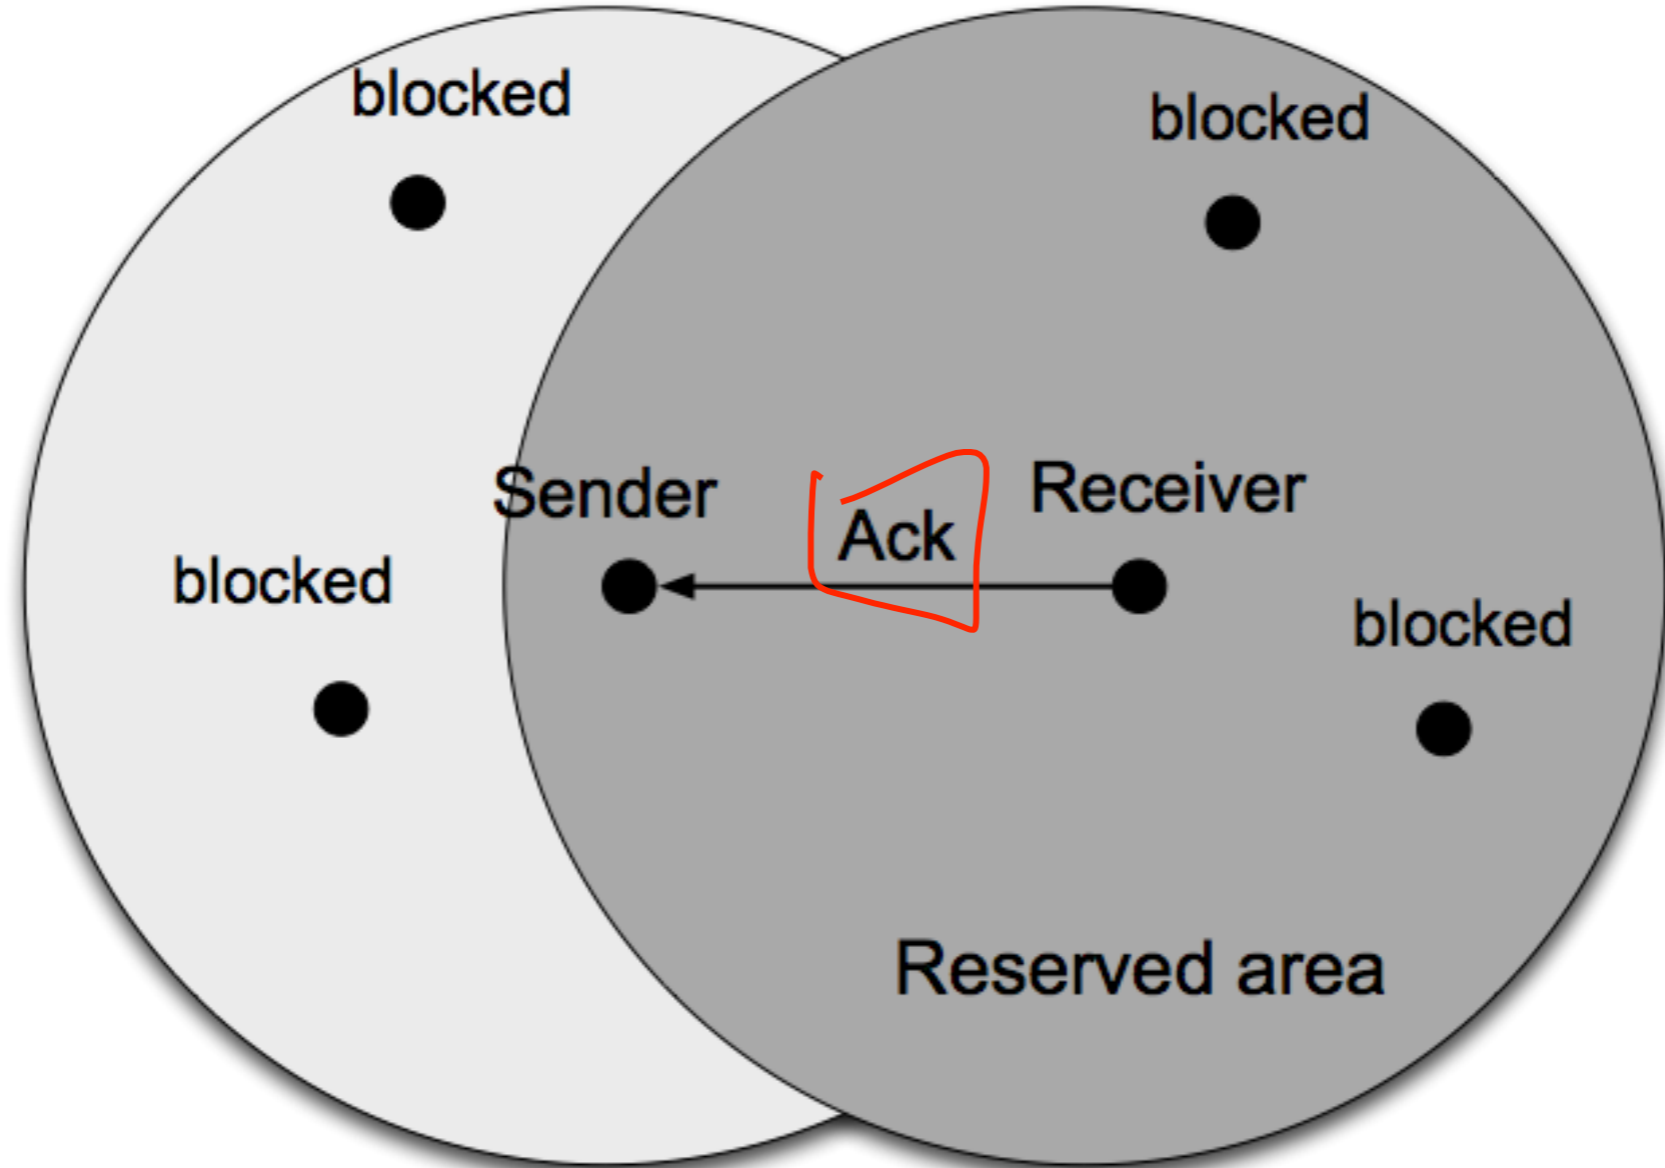 blocked
blocked
Sender
Ack
Receiver
blocked
blocked
Reserved area